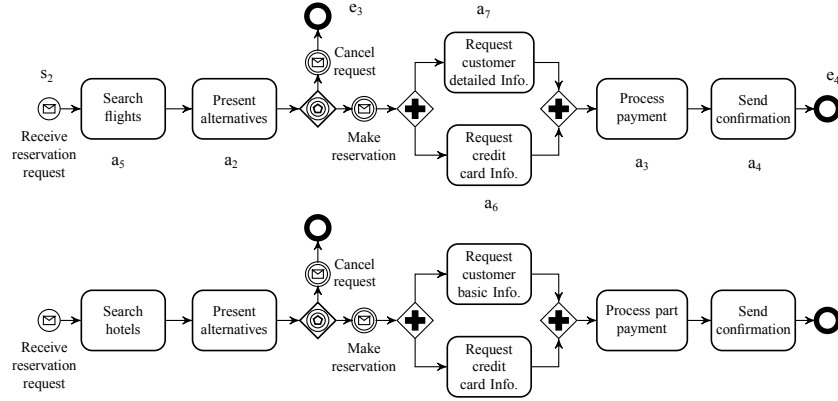 e₃
a₇
s₂
e₄
Receive
reservation
request
Search
flights
a₅
Present
alternatives
a₂
Cancel
request
Make
reservation
Request
customer
detailed Info.
Request
credit
card Info.
a₆
Process
payment
a₃
Send
confirmation
a₄
Receive
reservation
request
Search
hotels
Present
alternatives
Cancel
request
Make
reservation
Request
customer
basic Info.
Request
credit
card Info.
Process part
payment
Send
confirmation